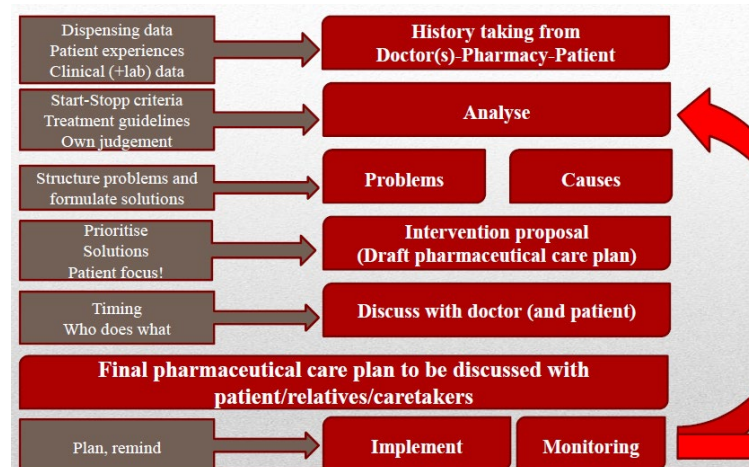 Dispensing data
Patient experiences
Clinical (+lab) data
History taking from
Doctor(s)-Pharmacy-Patient
Start-Stopp criteria
Treatment guidelines
Own judgement
Analyse
Structure problems and
formulate solutions
Problems
Causes
Prioritise
Solutions
Patient focus!
Intervention proposal
(Draft pharmaceutical care plan)
Timing
Who does what
Discuss with doctor (and patient)
Final pharmaceutical care plan to be discussed with
patient/relatives/caretakers
Plan, remind
Implement
Monitoring